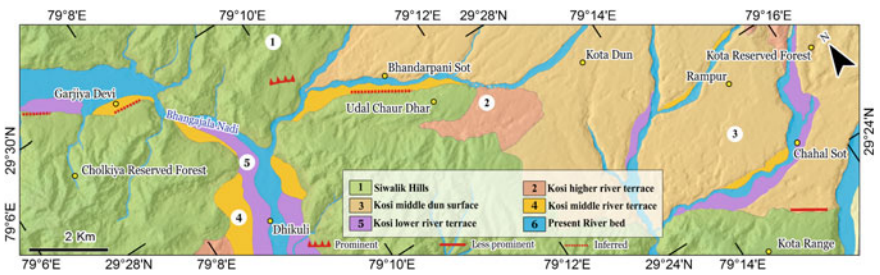 79°8'E 79°10'E 79°12'E 79°28'N 79°14'E 79°16'E
1
N
Kota Dun
Kota Reserved Forest
Bhandarpani Sot
Rampur
Garjiya Devi
Udal Chaur Dhar
2
Bhangajala Nadi
3
29°30'N
29°24'N
Chahal Sot
5
Cholkiya Reserved Forest
1 Siwalik Hills
2 Kosi higher river terrace
3 Kosi middle dun surface
4 Kosi middle river terrace
5 Kosi lower river terrace
6 Present River bed
4
Dhikuli
79°6'E
2 Km
Prominent Less prominent Inferred
Kota Range
79°6'E 29°28'N 79°8'E 79°10'E 79°12'E 29°24'N 79°14'E